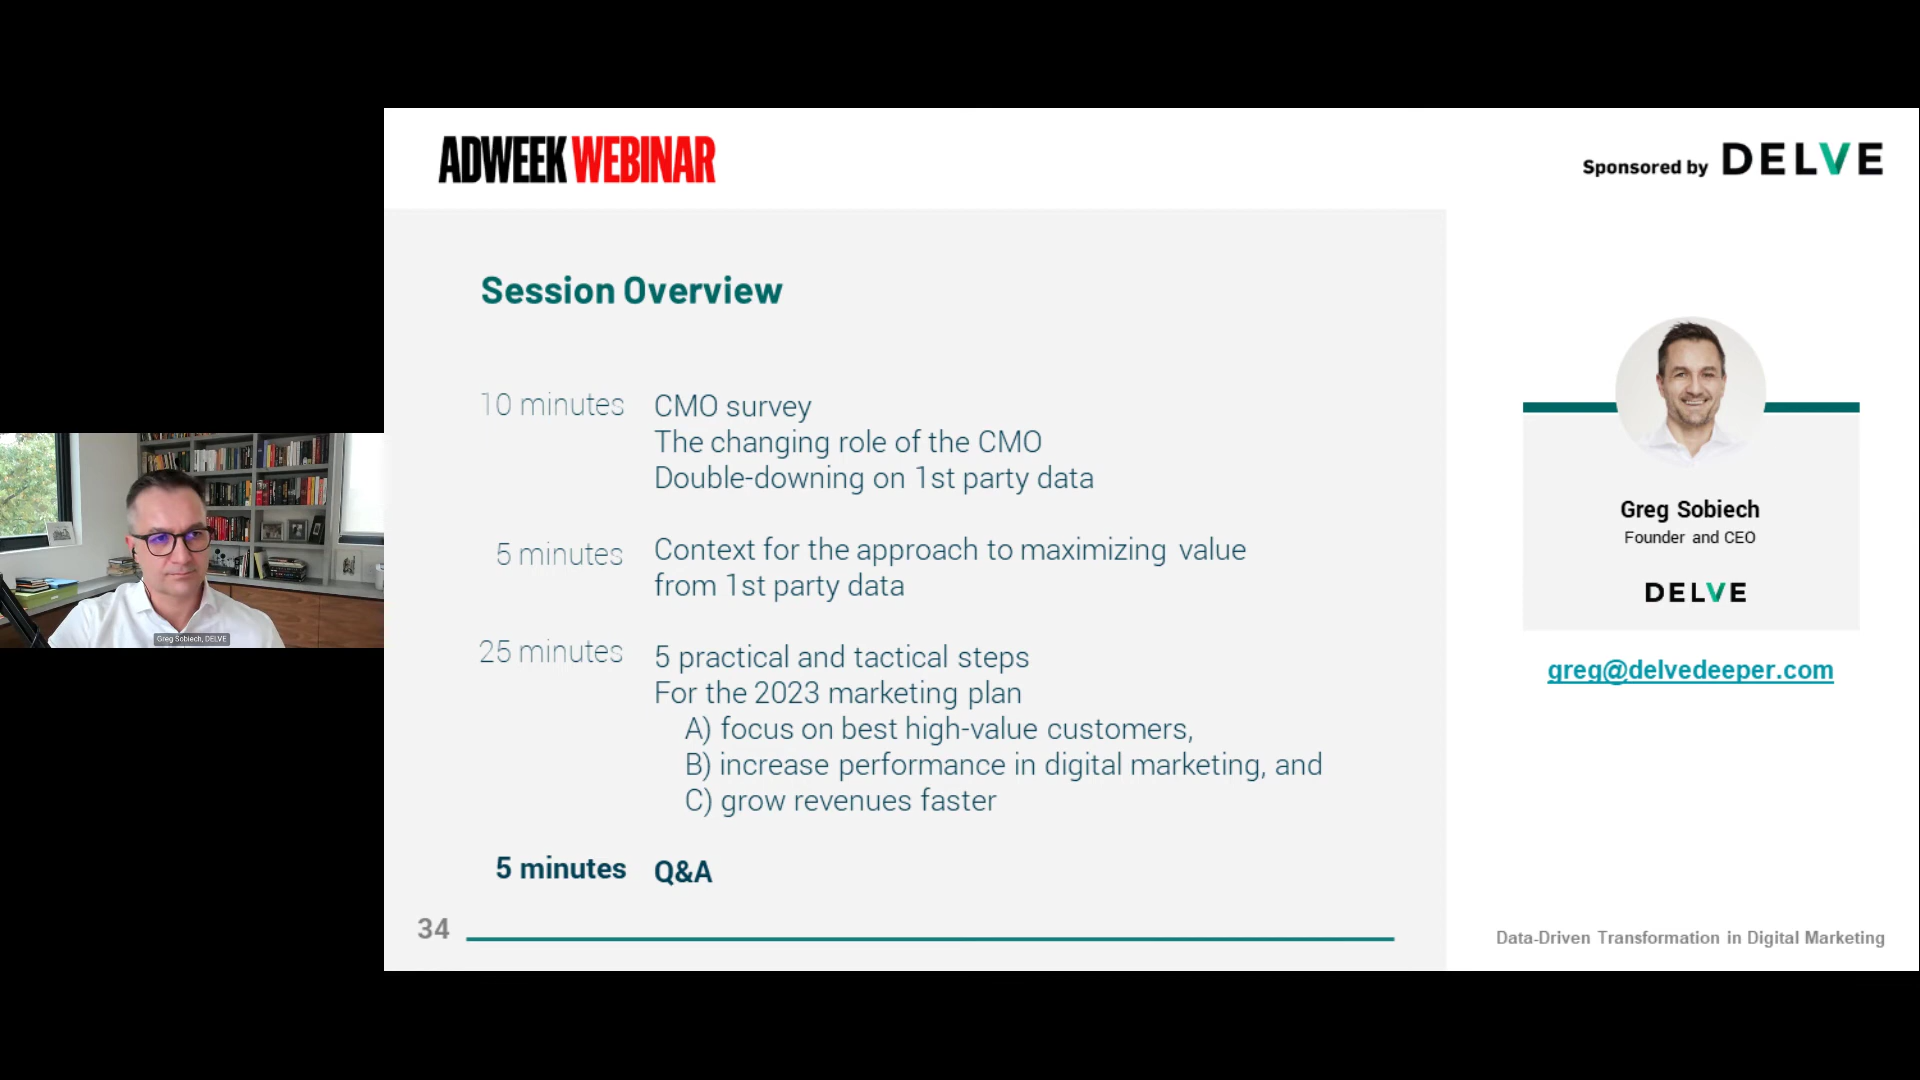 ADWEEK WEBINAR
Sponsored by DELVE
Session Overview
10 minutes
CMO survey
The changing role of the CMO
Double-downing on 1st party data
5 minutes
Context for the approach to maximizing value
from 1st party data
25 minutes
5 practical and tactical steps
For the 2023 marketing plan
A) focus on best high-value customers,
B) increase performance in digital marketing, and
C) grow revenues faster
5 minutes
Q&A
34
Greg Sobiech
Founder and CEO
DELVE
greg@delvedeeper.com
Data-Driven Transformation in Digital Marketing
Greg Sobiech, DELVE